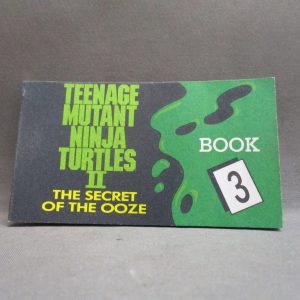 TEENAGE
MUTANT
NINJA
TURTLES
II
THE SECRET
OF THE OOZE
BOOK
3